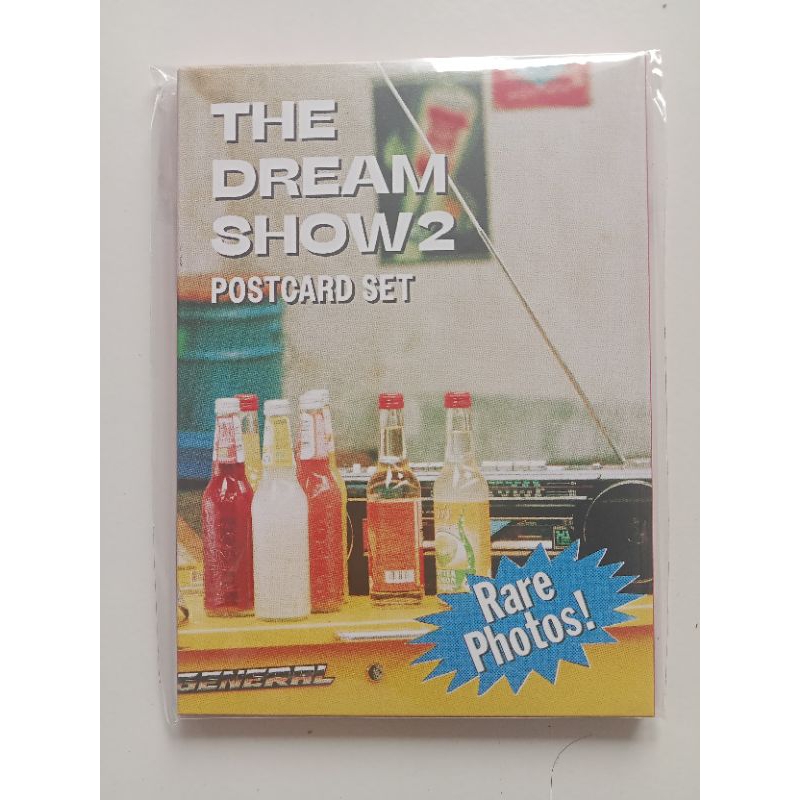 THE
DREAM
SHOW2
POSTCARD SET
Rare
Photos!
GENERAL